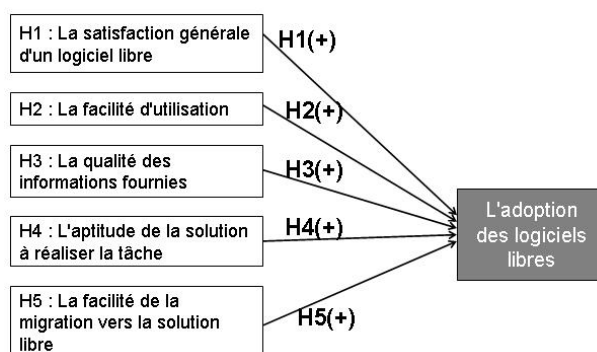 H1 : La satisfaction générale
d'un logiciel libre
H1(+)
H2 : La facilité d'utilisation
H2(+)
H3 : La qualité des
informations fournies
H3(+)
H4 : L'aptitude de la solution
à réaliser la tâche
H4(+)
H5 : La facilité de la
migration vers la solution
libre
H5(+)
L'adoption
des logiciels
libres